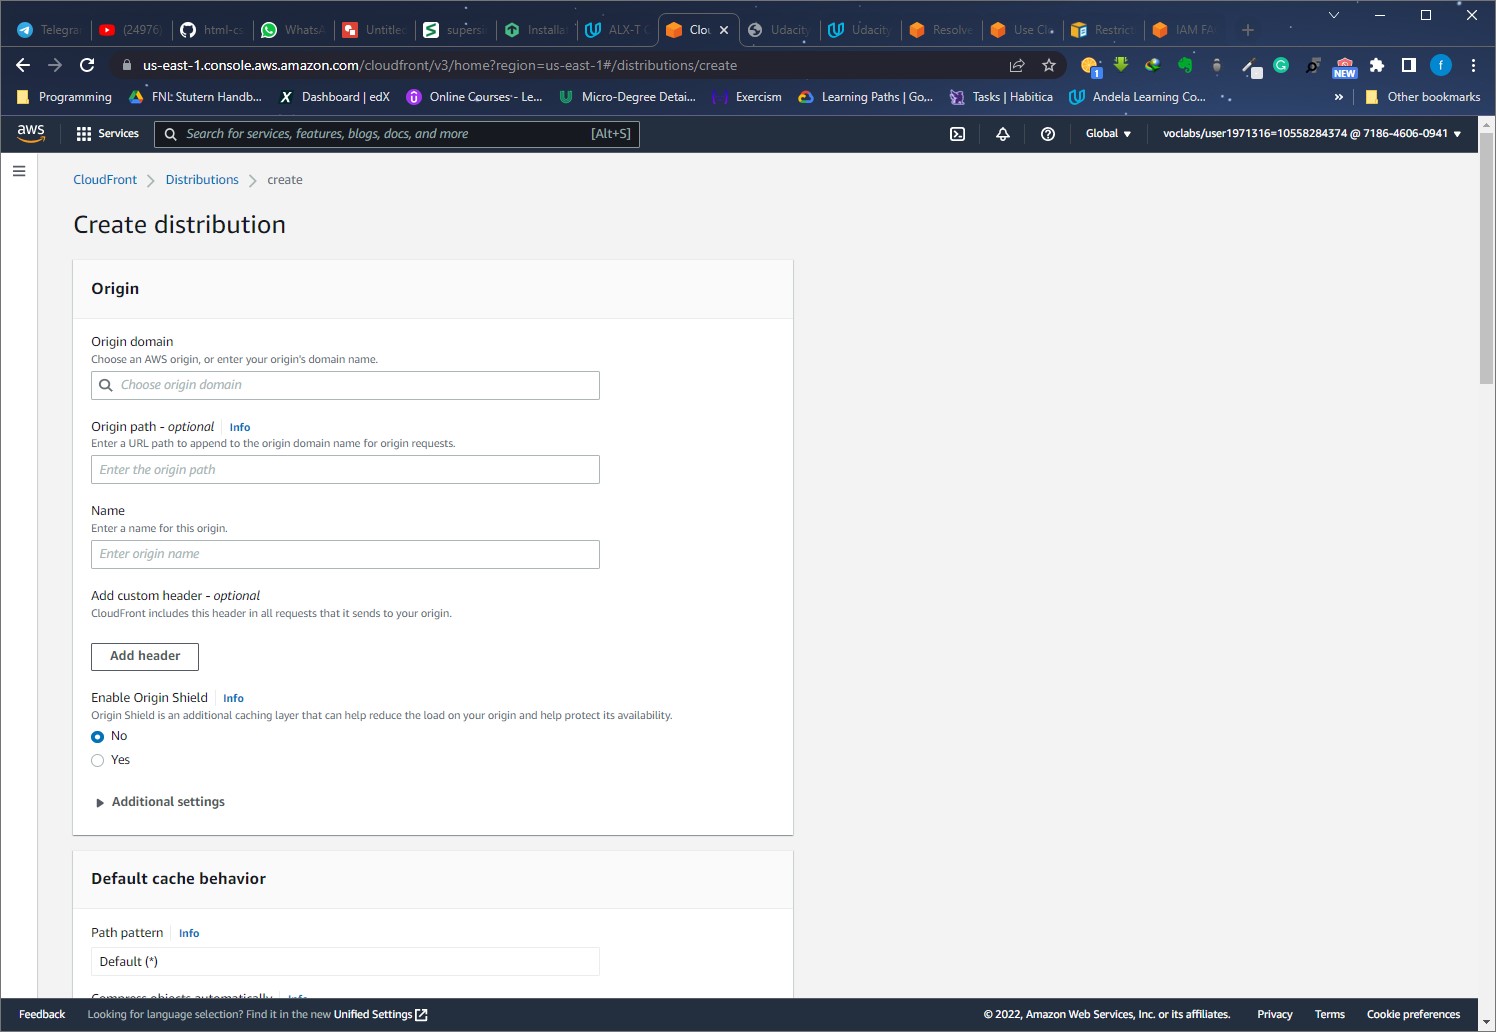 Telegra
(24976)
html-cs
WhatsA
Untitled
supers
Installa
ALX-T C
Clou
Udacity
Udacity
Resolve
Use Clo
Restric
IAM FA
us-east-1.console.aws.amazon.com/cloudfront/v3/home?region=us-east-1#/distributions/create
1
NEW
f
Programming
FNL: Stutern Handb...
Dashboard | edX
Online Courses - Le...
Micro-Degree Detai...
Exercism
Learning Paths | Go...
Tasks | Habitica
Andela Learning Co...
»
Other bookmarks
aws
Services
Search for services, features, blogs, docs, and more
[Alt+S]
Global
voclabs/user1971316=10558284374 @ 7186-4606-0941
CloudFront
Distributions
create
Create distribution
Origin
Origin domain
Choose an AWS origin, or enter your origin's domain name.
Choose origin domain
Origin path - optional
Info
Enter a URL path to append to the origin domain name for origin requests.
Enter the origin path
Name
Enter a name for this origin.
Enter origin name
Add custom header - optional
CloudFront includes this header in all requests that it sends to your origin.
Add header
Enable Origin Shield
Info
Origin Shield is an additional caching layer that can help reduce the load on your origin and help protect its availability.
No
Yes
Additional settings
Default cache behavior
Path pattern
Info
Default (*)
Compress objects automatically
Info
Feedback
Looking for language selection? Find it in the new Unified Settings
© 2022, Amazon Web Services, Inc. or its affiliates.
Privacy
Terms
Cookie preferences